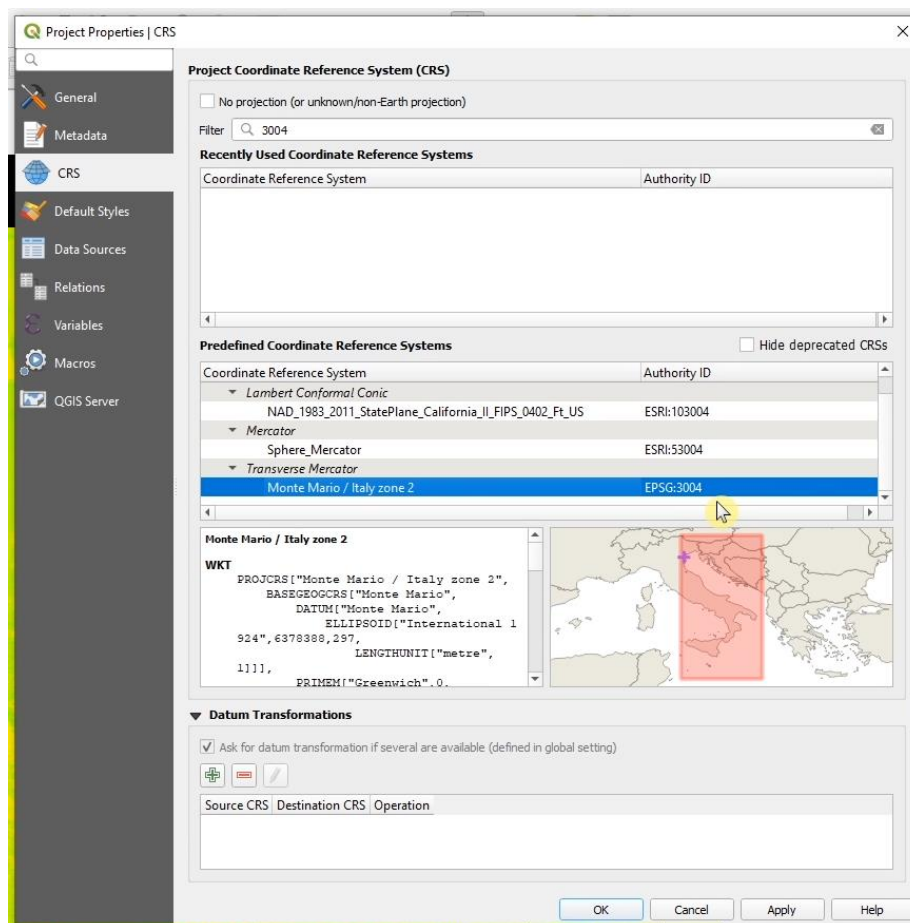 Project Properties | CRS
General
Metadata
CRS
Default Styles
Data Sources
Relations
Variables
Macros
QGIS Server
Project Coordinate Reference System (CRS)
No projection (or unknown/non-Earth projection)
Filter 3004
Recently Used Coordinate Reference Systems
Coordinate Reference System Authority ID
Predefined Coordinate Reference Systems Hide deprecated CRSs
Coordinate Reference System Authority ID
Lambert Conformal Conic
NAD_1983_2011_StatePlane_California_II_FIPS_0402_Ft_US ESRI:103004
Mercator
Sphere_Mercator ESRI:53004
Transverse Mercator
Monte Mario / Italy zone 2 EPSG:3004
Monte Mario / Italy zone 2
WKT
PROJCRS["Monte Mario / Italy zone 2",
BASEGEOGCRS["Monte Mario",
DATUM["Monte Mario",
ELLIPSOID["International 1
924",6378388,297,
LENGTHUNIT["metre",
1]]],
PRIMEM["Greenwich",0,
Datum Transformations
Ask for datum transformation if several are available (defined in global setting)
Source CRS Destination CRS Operation
OK Cancel Apply Help